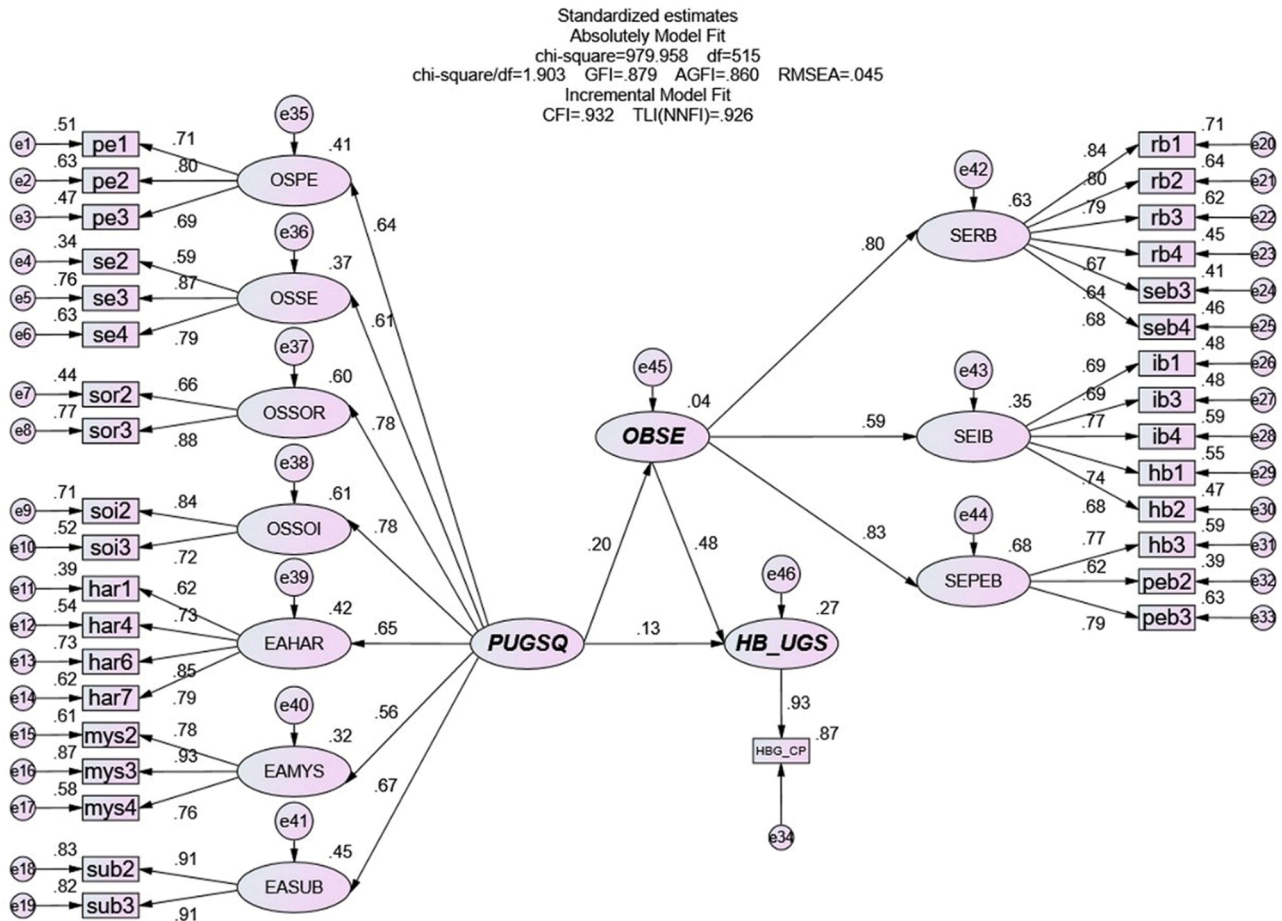 Standardized estimates
Absolutely Model Fit
chi-square=979.958 df=515
chi-square/df=1.903 GFI=.879 AGFI=.860 RMSEA=.045
Incremental Model Fit
CFI=.932 TLI(NNFI)=.926
e35
.41
OSPE
.64
e1 .51 pe1 .71
e2 .63 pe2 .80
e3 .47 pe3 .69
e36
.37
OSSE
.61
e4 .34 se2 .59
e5 .76 se3 .87
e6 .63 se4 .79
e37
.60
OSSOR
.78
e7 .44 sor2 .66
e8 .77 sor3 .88
e38
.61
OSSOI
.78
e9 .71 soi2 .84
e10 .52 soi3 .72
e39
.42
EAHAR
.65
e11 .39 har1 .62
e12 .54 har4 .73
e13 .73 har6 .85
e14 .62 har7 .79
e40
.32
EAMYS
.56
e15 .61 mys2 .78
e16 .87 mys3 .93
e17 .58 mys4 .76
e41
.45
EASUB
.67
e18 .83 sub2 .91
e19 .82 sub3 .91
PUGSQ
.20
.13
e45
.04
OBSE
.48
e46
.27
HB_UGS
.93
.87
HBG_CP
e34
.80
e42
.63
SERB
.84 rb1 .71 e20
.80 rb2 .64 e21
.79 rb3 .62 e22
.67 rb4 .45 e23
.64 seb3 .41 e24
.68 seb4 .46 e25
.59
e43
.35
SEIB
.69 ib1 .48 e26
.69 ib3 .48 e27
.77 ib4 .59 e28
.74 hb1 .55 e29
.68 hb2 .47 e30
.83
e44
.68
SEPEB
.77 hb3 .59 e31
.62 peb2 .39 e32
.79 peb3 .63 e33